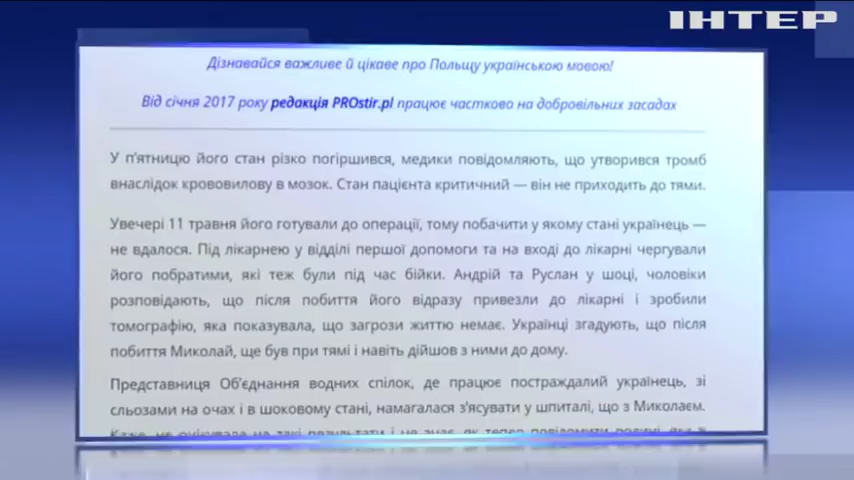 ІНТЕР
Дізнавайся важливе й цікаве про Польщу українською мовою!
Від січня 2017 року редакція PROstir.pl працює частково на добровільних засадах
У п'ятницю його стан різко погіршився, медики повідомляють, що утворився тромб
внаслідок крововилову в мозок. Стан пацієнта критичний — він не приходить до тями.
Увечері 11 травня його готували до операції, тому побачити у якому стані українець —
не вдалося. Під лікарнею у відділі першої допомоги та на вході до лікарні чергували
його побратими, які теж були під час бійки. Андрій та Руслан у шоці, чоловіки
розповідають, що після побиття його відразу привезли до лікарні і зробили
томографію, яка показувала, що загрози життю немає. Українці згадують, що після
побиття Миколай, ще був при тямі і навіть дійшов з ними до дому.
Представниця Об'єднання водних спілок, де працює постраждалий українець, зі
сльозами на очах і в шоковому стані, намагалася з'ясувати у шпиталі, що з Миколаєм.